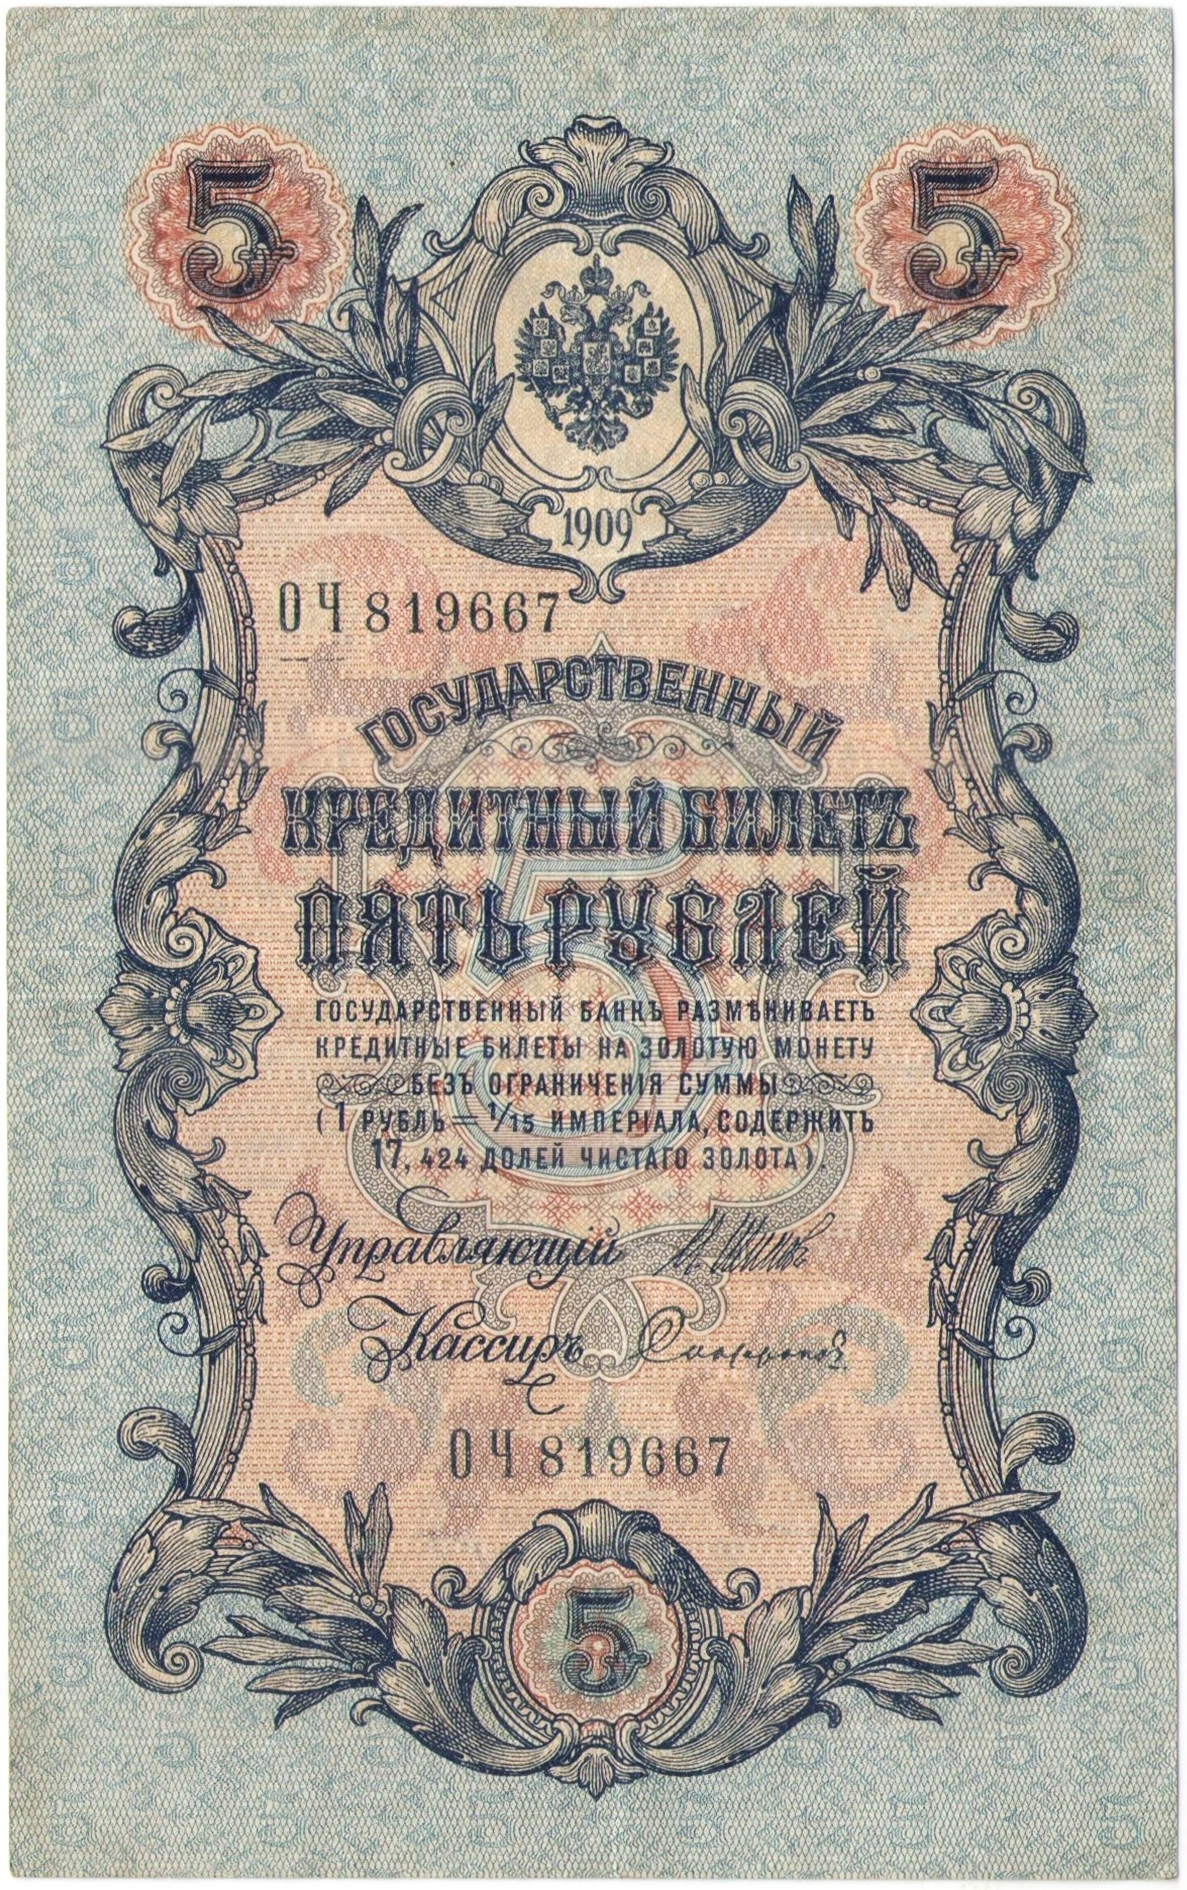 5 5
1909
ОЧ 819667
ГОСУДАРСТВЕННЫЙ
КРЕДИТНЫЙ БИЛЕТЪ
ПЯТЬ РУБЛЕЙ
ГОСУДАРСТВЕННЫЙ БАНКЪ РАЗМѢНИВАЕТЪ
КРЕДИТНЫЕ БИЛЕТЫ НА ЗОЛОТУЮ МОНЕТУ
БЕЗЪ ОГРАНИЧЕНІЯ СУММЫ
(1 РУБЛЬ = 1/15 ИМПЕРІАЛА, СОДЕРЖИТЪ
17,424 ДОЛЕЙ ЧИСТАГО ЗОЛОТА).
Управляющій И. Шипов
Кассиръ
ОЧ 819667
5